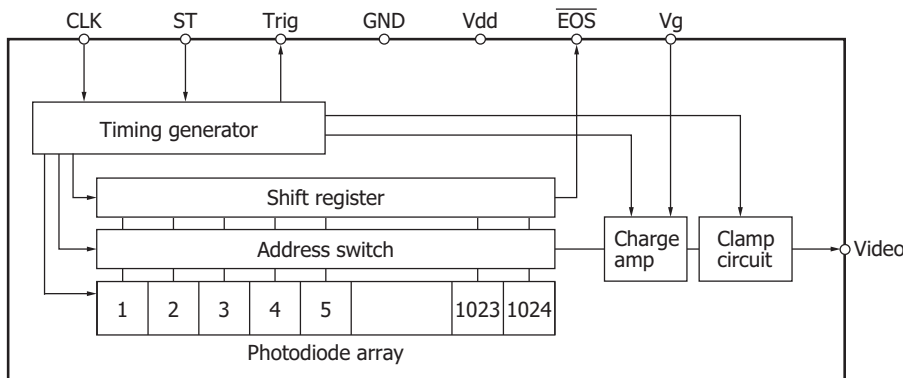 CLK ST Trig GND Vdd E̅O̅S̅ Vg
Timing generator
Shift register
Address switch
Charge amp
Clamp circuit
Video
1 2 3 4 5 1023 1024
Photodiode array